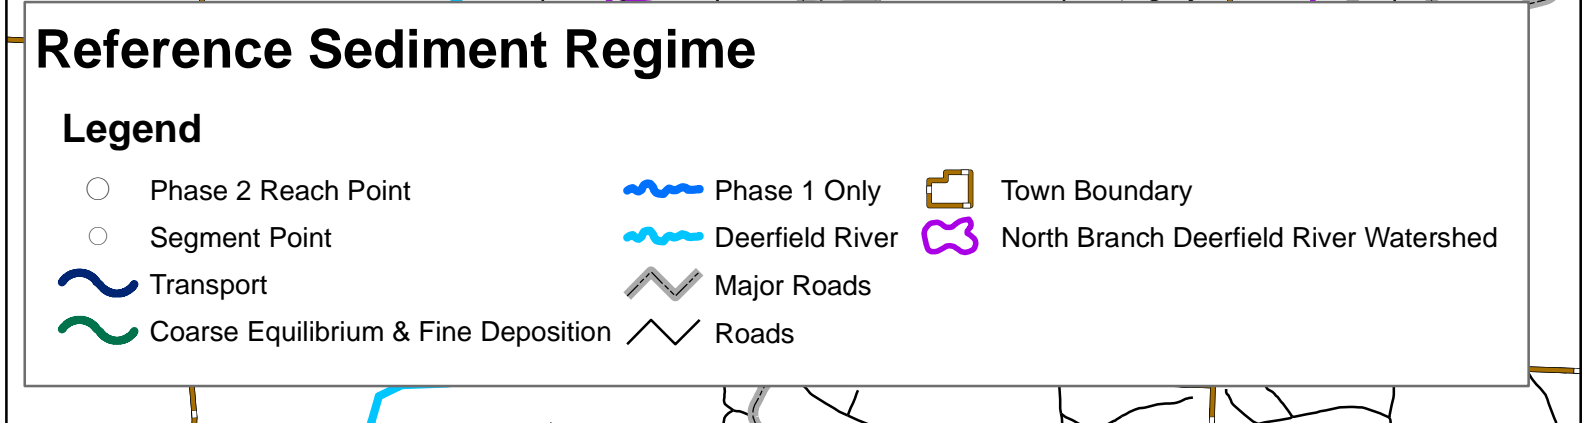 Reference Sediment Regime
Legend
Phase 2 Reach Point
Segment Point
Transport
Coarse Equilibrium & Fine Deposition
Phase 1 Only
Deerfield River
Major Roads
Roads
Town Boundary
North Branch Deerfield River Watershed